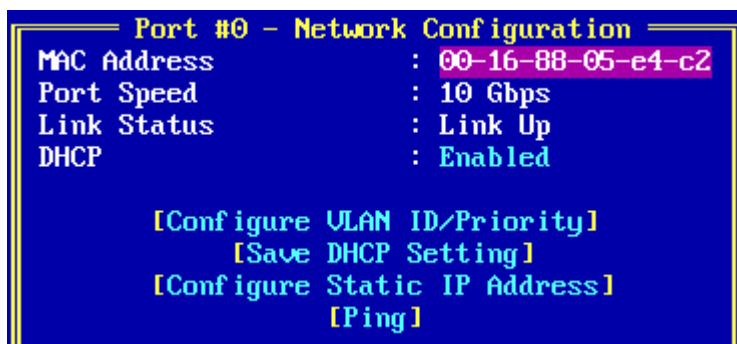 Port #0 - Network Configuration
MAC Address : 00-16-88-05-e4-c2
Port Speed : 10 Gbps
Link Status : Link Up
DHCP : Enabled
[Configure VLAN ID/Priority]
[Save DHCP Setting]
[Configure Static IP Address]
[Ping]